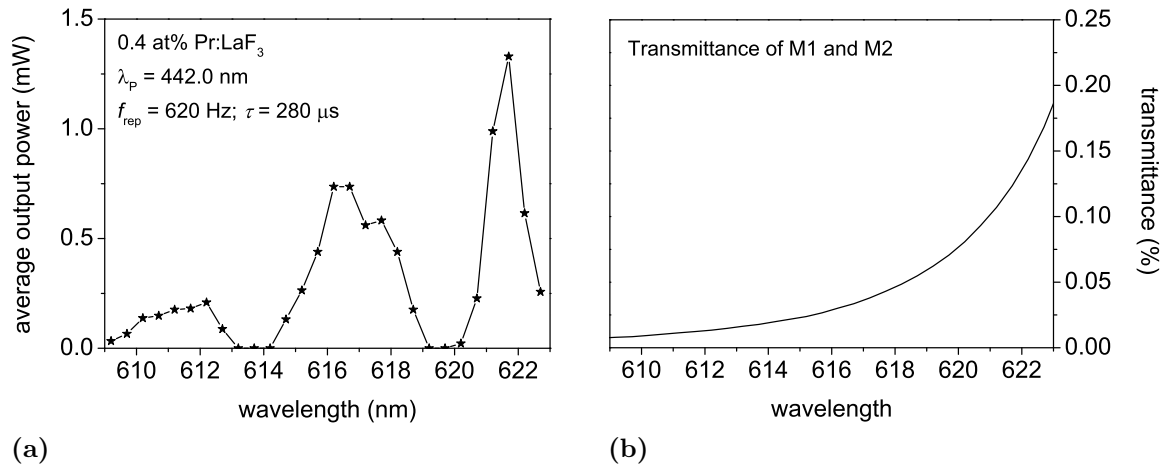 1.5
1.0
0.5
0.0
average output power (mW)
0.4 at% Pr:LaF₃
λ_P = 442.0 nm
f_rep = 620 Hz; τ = 280 μs
610 612 614 616 618 620 622
wavelength (nm)
(a)
Transmittance of M1 and M2
0.25
0.20
0.15
0.10
0.05
0.00
transmittance (%)
610 612 614 616 618 620 622
wavelength
(b)